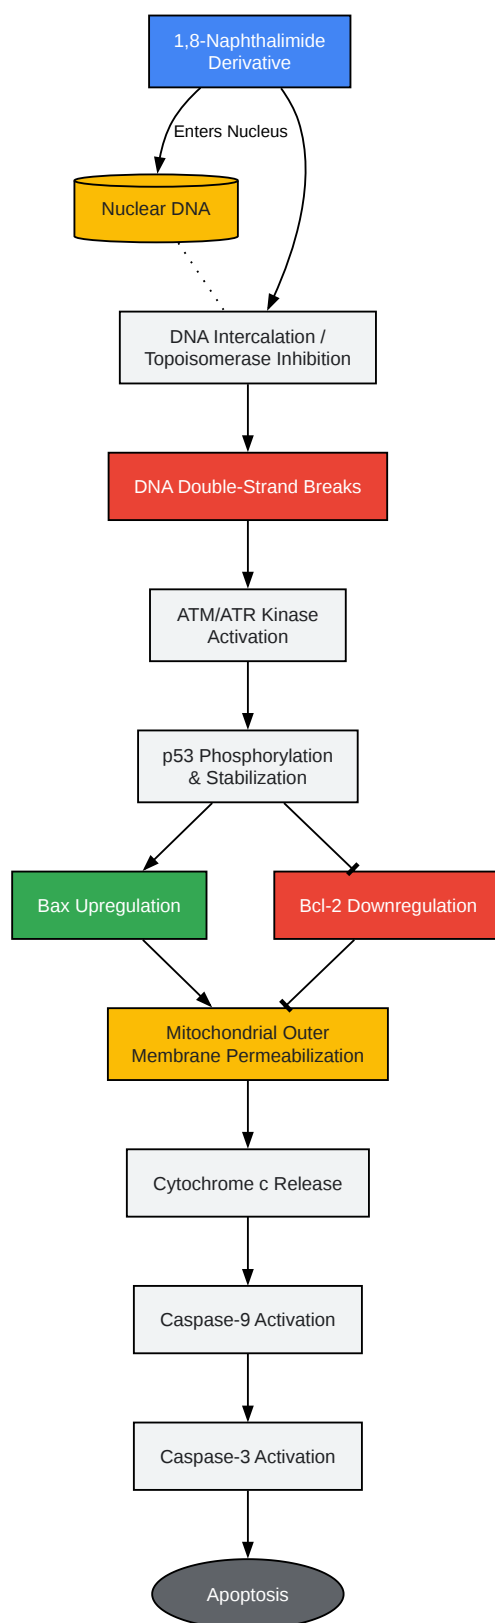 1,8-Naphthalimide
Derivative
Enters Nucleus
Nuclear DNA
DNA Intercalation /
Topoisomerase Inhibition
DNA Double-Strand Breaks
ATM/ATR Kinase
Activation
p53 Phosphorylation
& Stabilization
Bax Upregulation
Bcl-2 Downregulation
Mitochondrial Outer
Membrane Permeabilization
Cytochrome c Release
Caspase-9 Activation
Caspase-3 Activation
Apoptosis